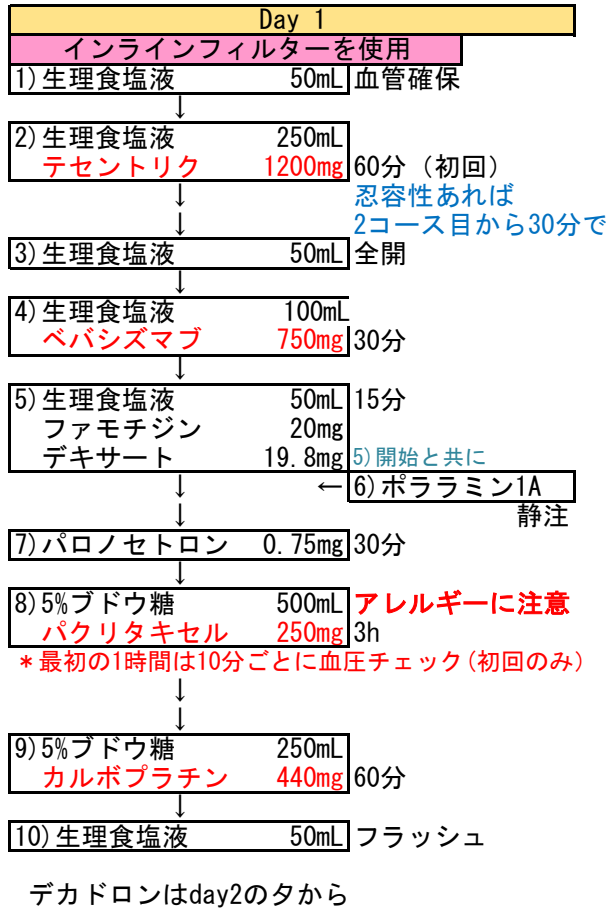 Day 1
インラインフィルターを使用
1)生理食塩液 50mL 血管確保
↓
2)生理食塩液 250mL
テセントリク 1200mg 60分（初回）
↓ 忍容性あれば
↓ 2コース目から30分で
3)生理食塩液 50mL 全開
↓
4)生理食塩液 100mL
ベバシズマブ 750mg 30分
↓
5)生理食塩液 50mL 15分
ファモチジン 20mg
デキサート 19.8mg 5)開始と共に
↓ ← 6)ポララミン1A
↓ 静注
7)パロノセトロン 0.75mg 30分
↓
8)5%ブドウ糖 500mL アレルギーに注意
パクリタキセル 250mg 3h
＊最初の1時間は10分ごとに血圧チェック(初回のみ)
↓
↓
9)5%ブドウ糖 250mL
カルボプラチン 440mg 60分
↓
10)生理食塩液 50mL フラッシュ
デカドロンはday2の夕から